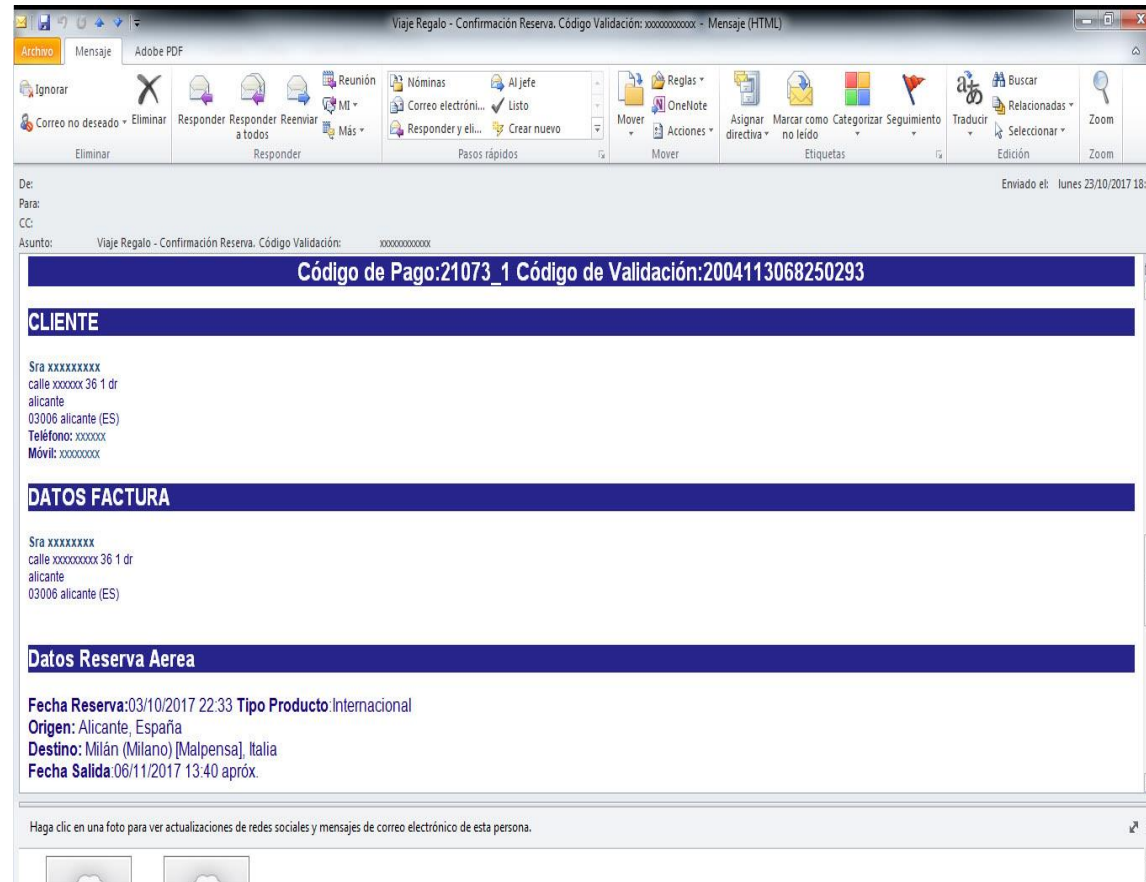 Viaje Regalo - Confirmación Reserva. Código Validación: xxxxxxxxxxxx - Mensaje (HTML)
Archivo Mensaje Adobe PDF
Ignorar
Correo no deseado
Eliminar
Responder
Responder a todos
Reenviar
Reunión
MI
Más
Nóminas
Correo electróni...
Responder y eli...
Al jefe
Listo
Crear nuevo
Mover
Reglas
OneNote
Acciones
Asignar directiva
Marcar como no leído
Categorizar
Seguimiento
Traducir
Buscar
Relacionadas
Seleccionar
Zoom
Eliminar Responder Pasos rápidos Mover Etiquetas Edición Zoom
De: Enviado el: lunes 23/10/2017 18:
Para:
CC:
Asunto: Viaje Regalo - Confirmación Reserva. Código Validación: xxxxxxxxxxxx
Código de Pago:21073_1 Código de Validación:2004113068250293
CLIENTE
Sra xxxxxxxxx
calle xxxxxx 36 1 dr
alicante
03006 alicante (ES)
Teléfono: xxxxxx
Móvil: xxxxxxxx
DATOS FACTURA
Sra xxxxxxxx
calle xxxxxxxxx 36 1 dr
alicante
03006 alicante (ES)
Datos Reserva Aerea
Fecha Reserva:03/10/2017 22:33 Tipo Producto:Internacional
Origen: Alicante, España
Destino: Milán (Milano) [Malpensa], Italia
Fecha Salida:06/11/2017 13:40 apróx.
Haga clic en una foto para ver actualizaciones de redes sociales y mensajes de correo electrónico de esta persona.